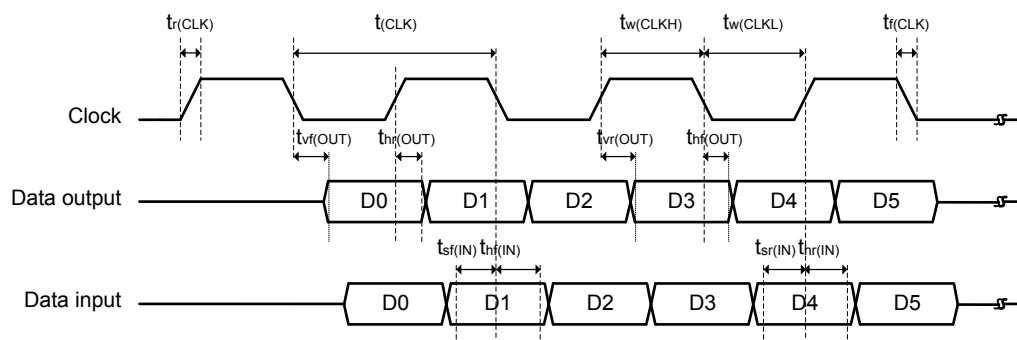 tr(CLK) t(CLK) tw(CLKH) tw(CLKL) tf(CLK)
Clock
tvf(OUT) thr(OUT) tvr(OUT) thf(OUT)
Data output D0 D1 D2 D3 D4 D5
tsf(IN) thf(IN) tsr(IN) thr(IN)
Data input D0 D1 D2 D3 D4 D5